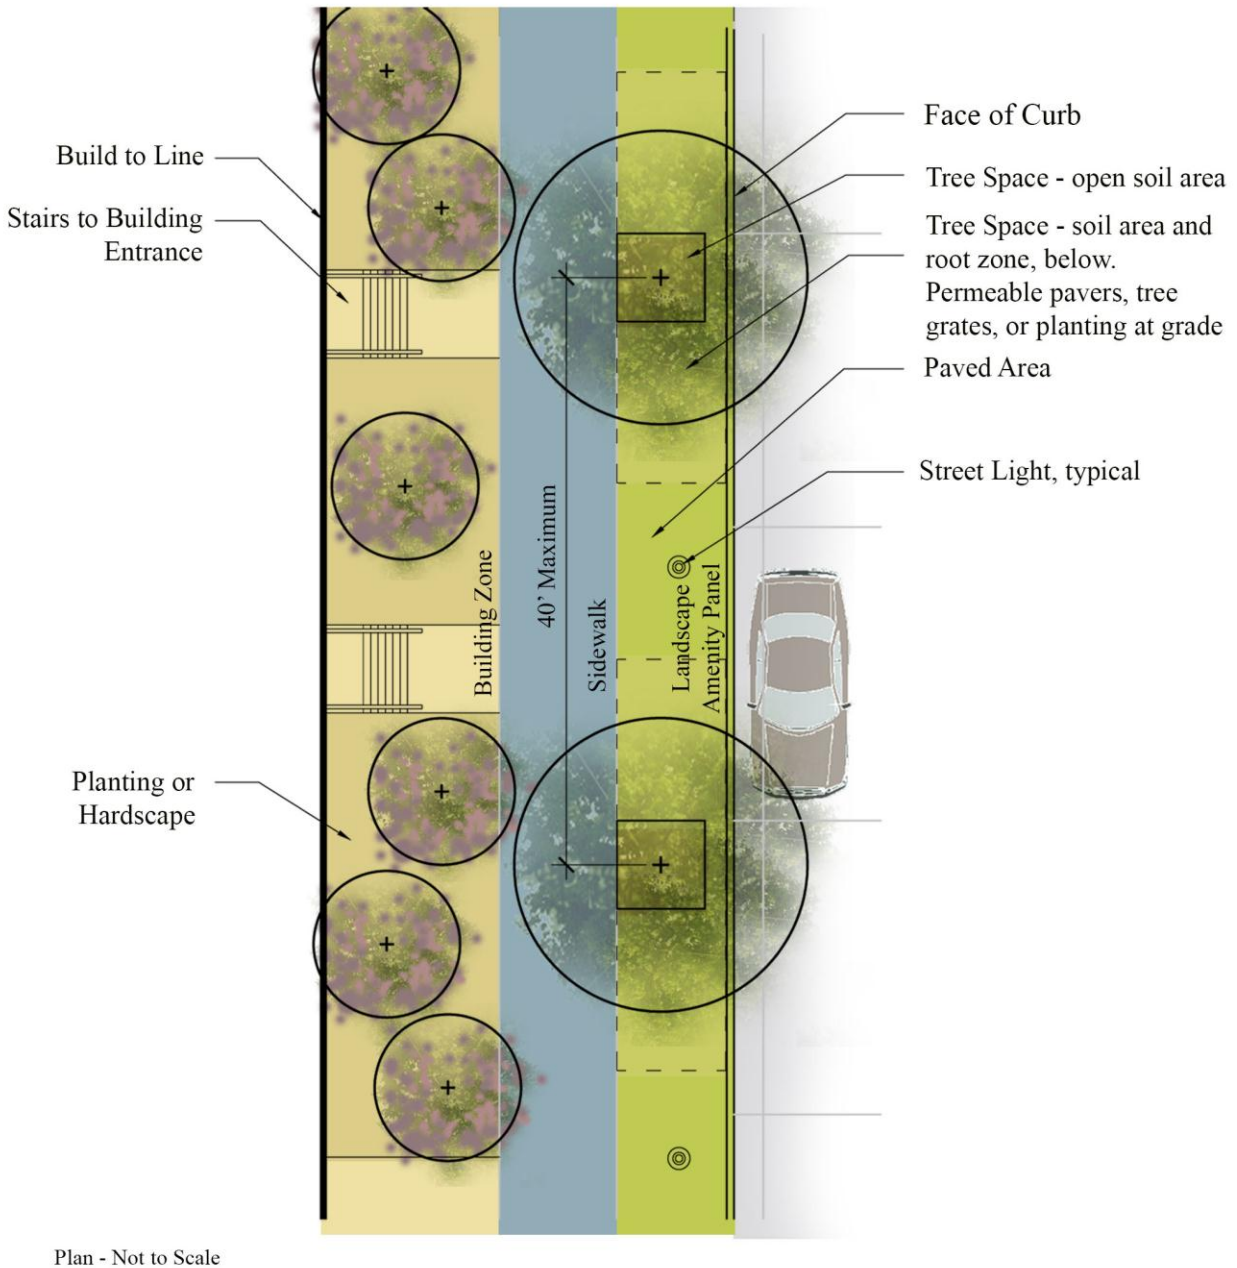 Build to Line
Stairs to Building
Entrance
Planting or
Hardscape
Building Zone
40’ Maximum
Sidewalk
Landscape
Amenity Panel
Face of Curb
Tree Space - open soil area
Tree Space - soil area and
root zone, below.
Permeable pavers, tree
grates, or planting at grade
Paved Area
Street Light, typical
Plan - Not to Scale